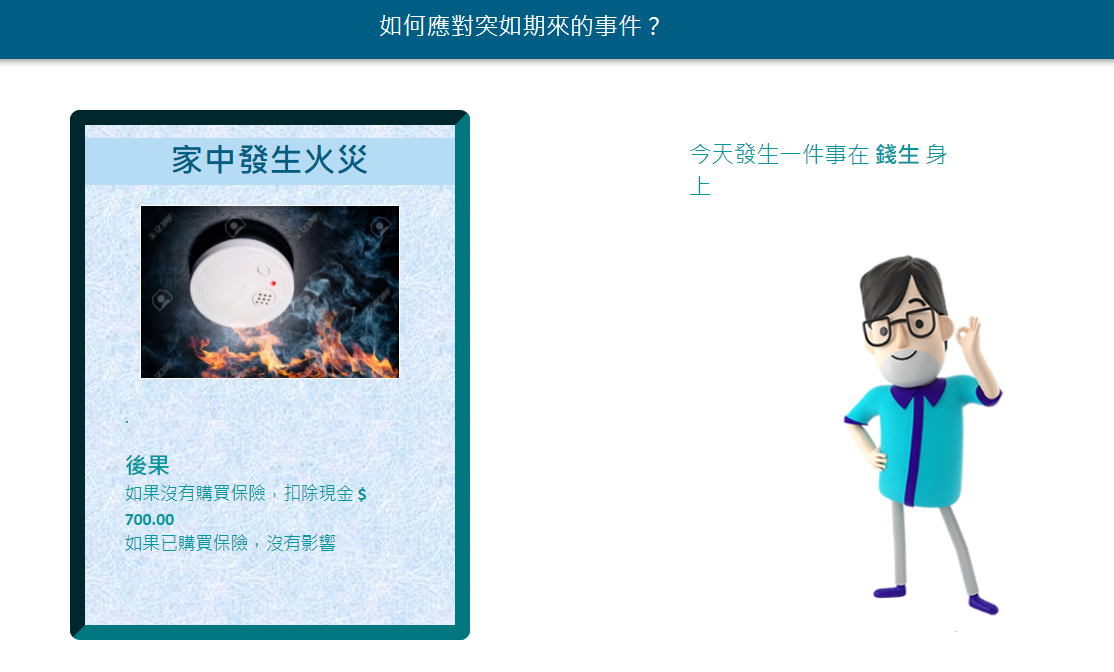 如何應對突如期來的事件？
家中發生火災
.
後果
如果沒有購買保險，扣除現金 $
700.00
如果已購買保險，沒有影響
今天發生一件事在 錢生 身
上